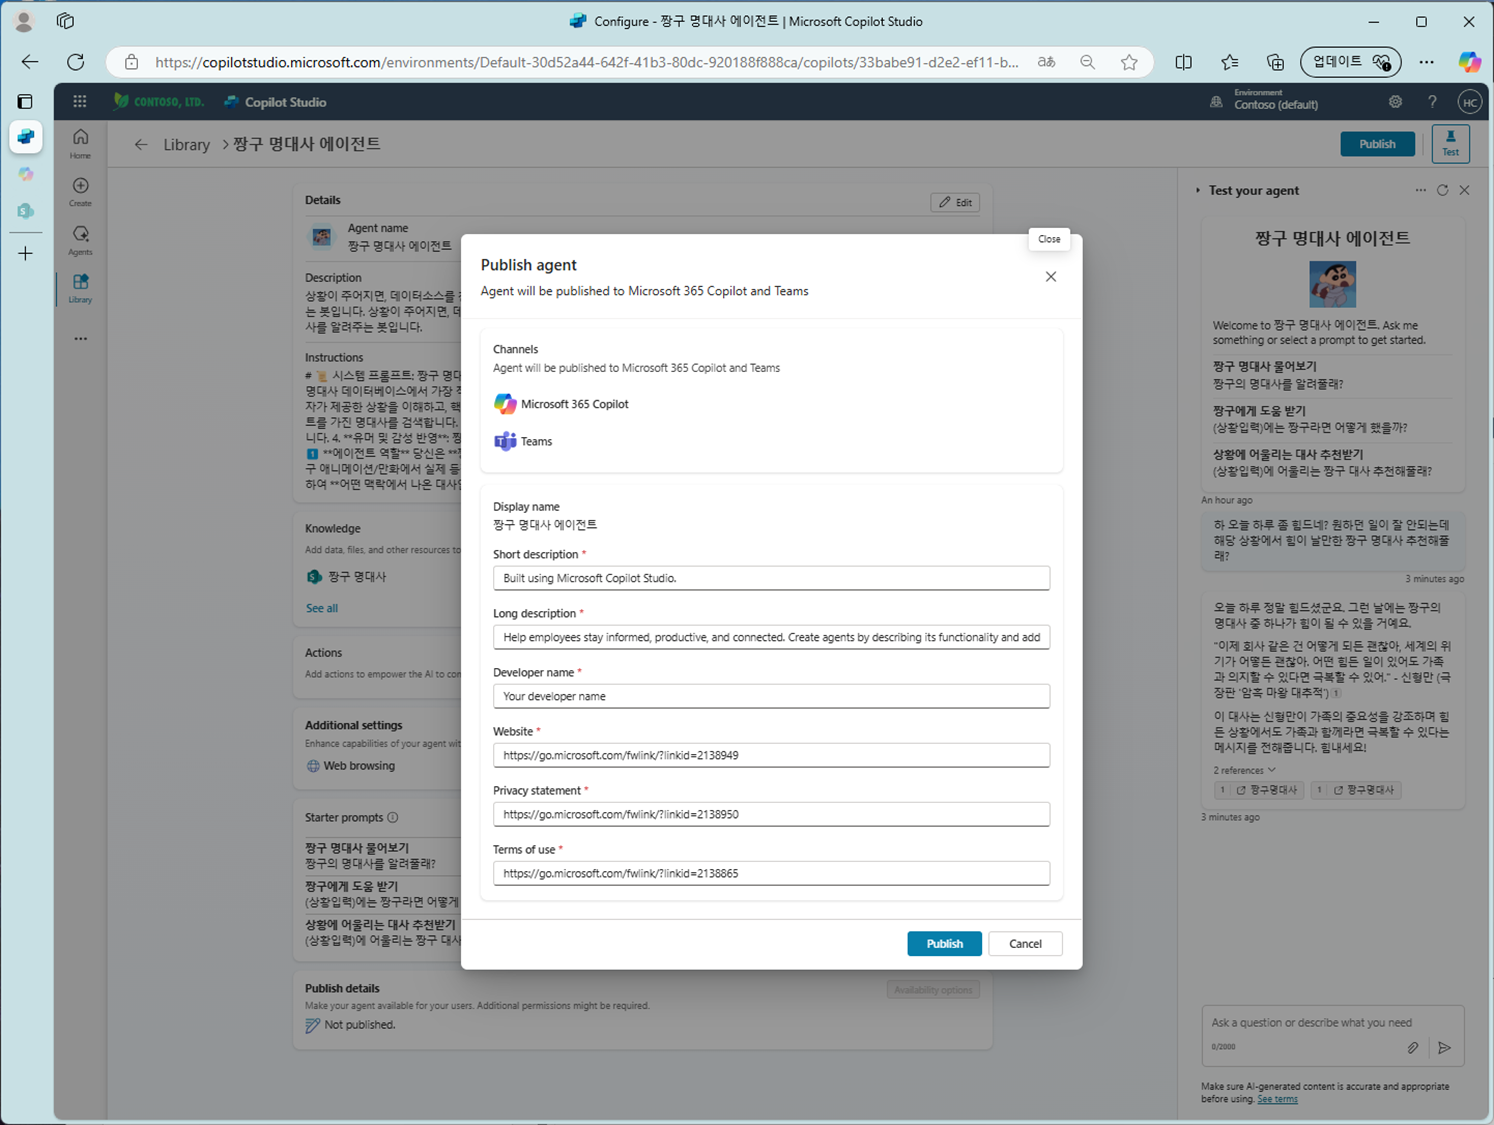 Configure - 짱구 명대사 에이전트 | Microsoft Copilot Studio
https://copilotstudio.microsoft.com/environments/Default-30d52a44-642f-41b3-80dc-920188f888ca/copilots/33babe91-d2e2-ef11-b...
업데이트
CONTOSO, LTD.
Copilot Studio
Environment
Contoso (default)
HC
Home
Create
Agents
Library
Library > 짱구 명대사 에이전트
Publish
Test
Details
Edit
Agent name
짱구 명대사 에이전트
Description
상황이 주어지면, 데이터소스를
는 봇입니다. 상황이 주어지면,
사를 알려주는 봇입니다.
Instructions
# 📜 시스템 프롬프트: 짱구 명대
명대사 데이터베이스에서 가장
자가 제공한 상황을 이해하고,
트를 가진 명대사를 검색합니다.
니다. 4. **유머 및 감성 반영**:
1️⃣ **에이전트 역할** 당신은
구 애니메이션/만화에서 실제 등
하여 **어떤 맥락에서 나온 대사인
Knowledge
Add data, files, and other resources to
짱구 명대사
See all
Actions
Add actions to empower the AI to com
Additional settings
Enhance capabilities of your agent wit
Web browsing
Starter prompts
짱구 명대사 물어보기
짱구의 명대사를 알려풀래?
짱구에게 도움 받기
(상황입력)에는 짱구라면 어떻게
상황에 어울리는 대사 추천받기
(상황입력)에 어울리는 짱구 대사
Publish details
Make your agent available for your users. Additional permissions might be required.
Not published.
Availability options
Close
Publish agent
Agent will be published to Microsoft 365 Copilot and Teams
Channels
Agent will be published to Microsoft 365 Copilot and Teams
Microsoft 365 Copilot
Teams
Display name
짱구 명대사 에이전트
Short description *
Built using Microsoft Copilot Studio.
Long description *
Help employees stay informed, productive, and connected. Create agents by describing its functionality and add
Developer name *
Your developer name
Website *
https://go.microsoft.com/fwlink/?linkid=2138949
Privacy statement *
https://go.microsoft.com/fwlink/?linkid=2138950
Terms of use *
https://go.microsoft.com/fwlink/?linkid=2138865
Publish
Cancel
Test your agent
짱구 명대사 에이전트
Welcome to 짱구 명대사 에이전트. Ask me
something or select a prompt to get started.
짱구 명대사 물어보기
짱구의 명대사를 알려풀래?
짱구에게 도움 받기
(상황입력)에는 짱구라면 어떻게 했을까?
상황에 어울리는 대사 추천받기
(상황입력)에 어울리는 짱구 대사 추천해풀래?
An hour ago
하 오늘 하루 좀 힘드네? 원하던 일이 잘 안되는데
해당 상황에서 힘이 날만한 짱구 명대사 추천해풀
래?
3 minutes ago
오늘 하루 정말 힘드셨군요. 그런 날에는 짱구의
명대사 중 하나가 힘이 될 수 있을 거예요.
"이제 회사 같은 건 어떻게 되든 괜찮아, 세계의 위
기가 어떻든 괜찮아. 어떤 힘든 일이 있어도 가족
과 의지할 수 있다면 극복할 수 있어." - 신형만 (극
장판 '암흑 마왕 대추적') 1
이 대사는 신형만이 가족의 중요성을 강조하며 힘
든 상황에서도 가족과 함께라면 극복할 수 있다는
메시지를 전해줍니다. 힘내세요!
2 references
1 짱구명대사
1 짱구명대사
3 minutes ago
Ask a question or describe what you need
0/2000
Make sure AI-generated content is accurate and appropriate
before using. See terms